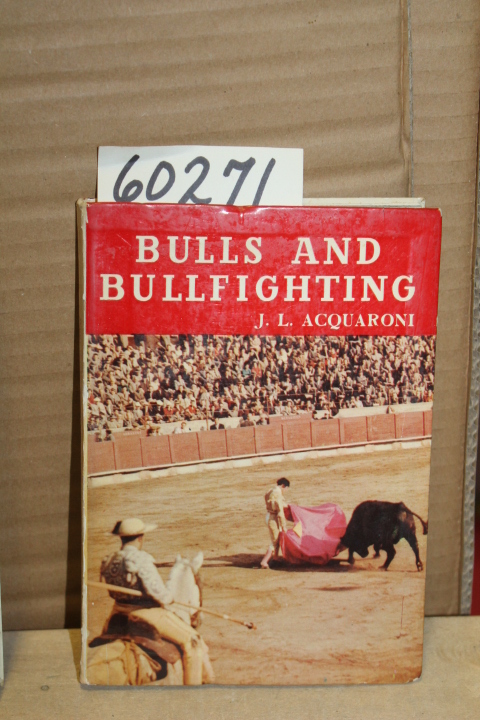 60271
BULLS AND
BULLFIGHTING
J. L. ACQUARONI